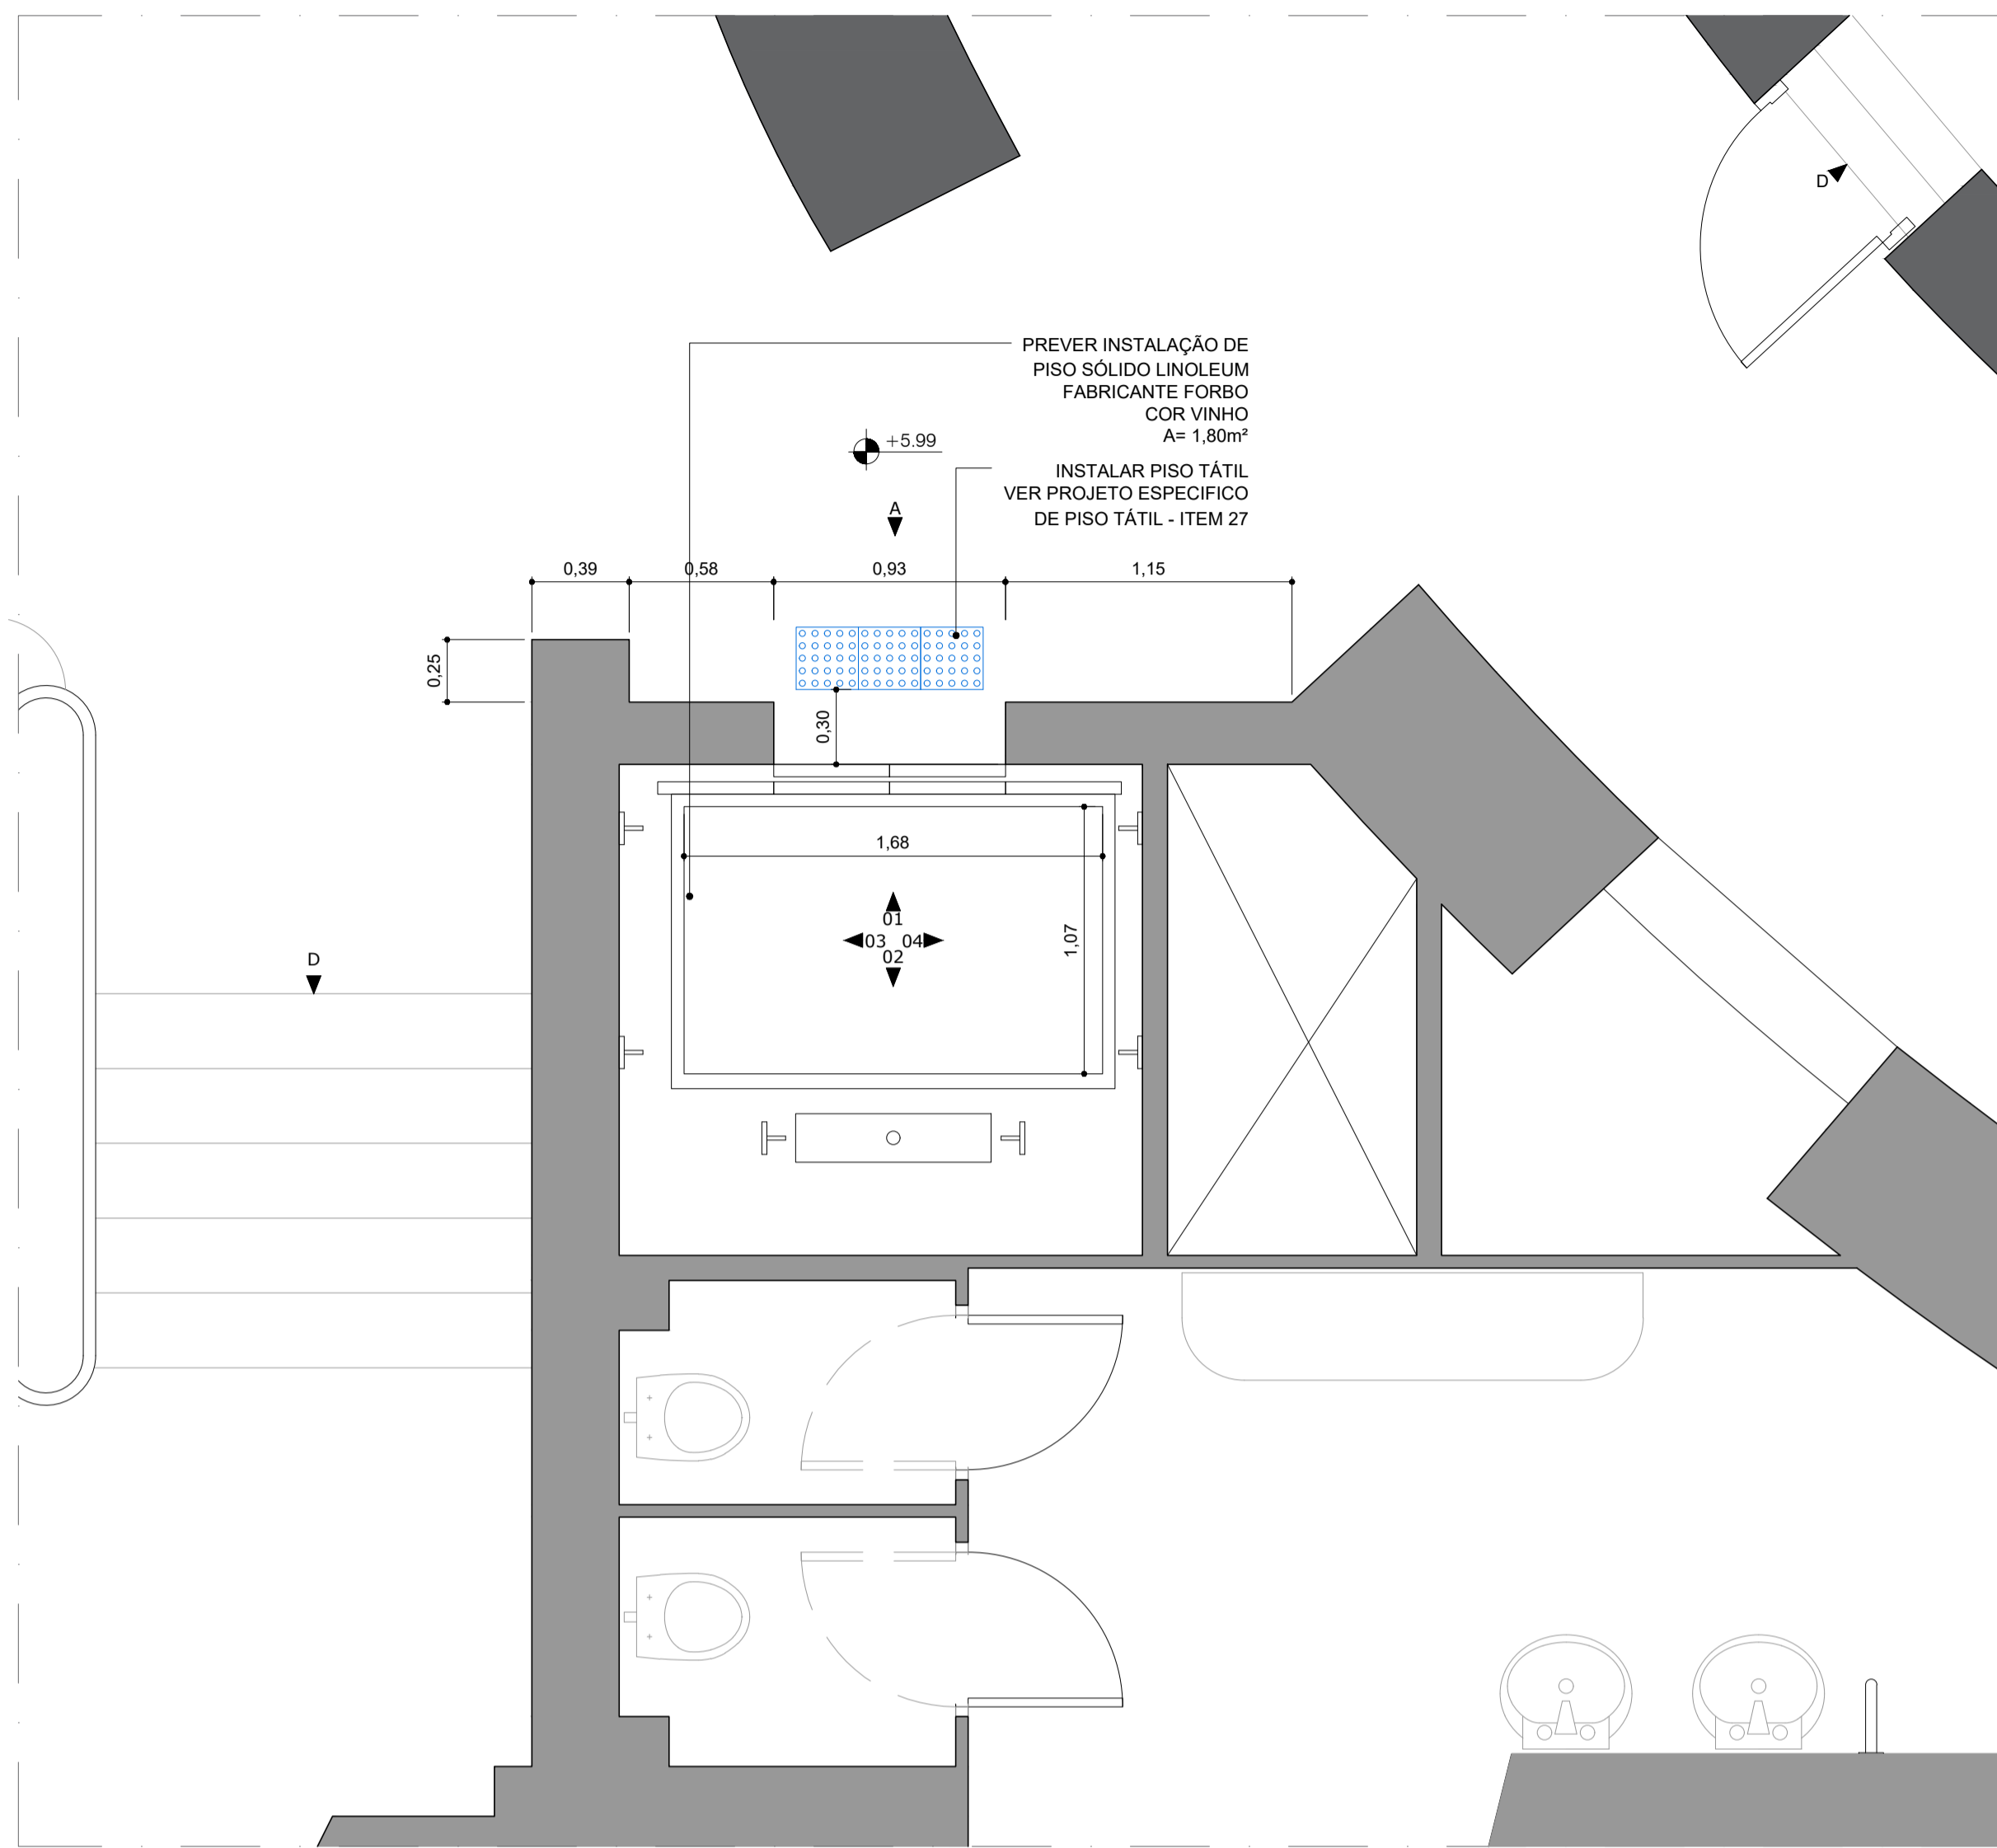 D
PREVER INSTALAÇÃO DE
PISO SÓLIDO LINOLEUM
FABRICANTE FORBO
COR VINHO
A= 1,80m²
+5.99
INSTALAR PISO TÁTIL
VER PROJETO ESPECIFICO
DE PISO TÁTIL - ITEM 27
A
0,39
0,58
0,93
1,15
0,25
0,30
1,68
01
03 04
02
1,07
D